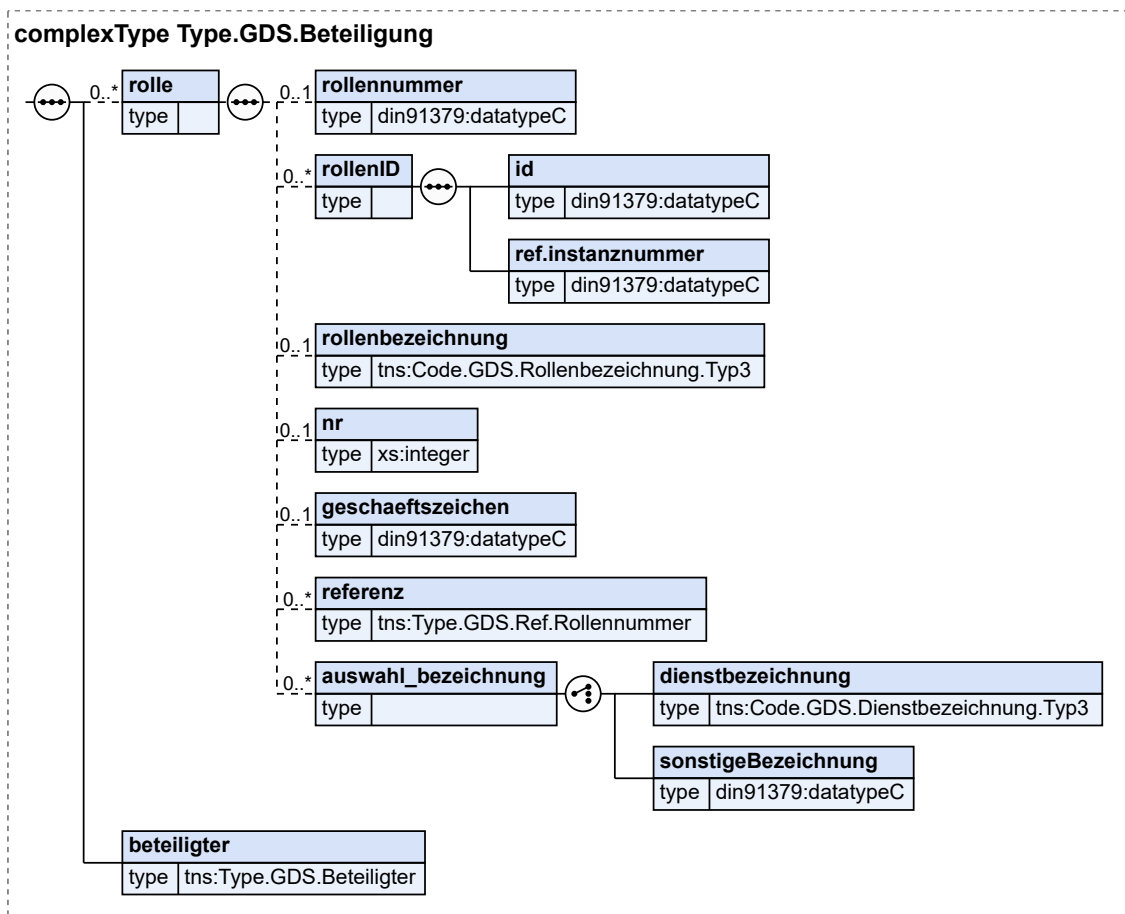 complexType Type.GDS.Beteiligung
0..* rolle
type
0..1 rollennummer
type din91379:datatypeC
0..* rollenID
type
id
type din91379:datatypeC
ref.instanznummer
type din91379:datatypeC
0..1 rollenbezeichnung
type tns:Code.GDS.Rollenbezeichnung.Typ3
0..1 nr
type xs:integer
0..1 geschaeftszeichen
type din91379:datatypeC
0..* referenz
type tns:Type.GDS.Ref.Rollennummer
0..* auswahl_bezeichnung
type
dienstbezeichnung
type tns:Code.GDS.Dienstbezeichnung.Typ3
sonstigeBezeichnung
type din91379:datatypeC
beteiligter
type tns:Type.GDS.Beteiligter